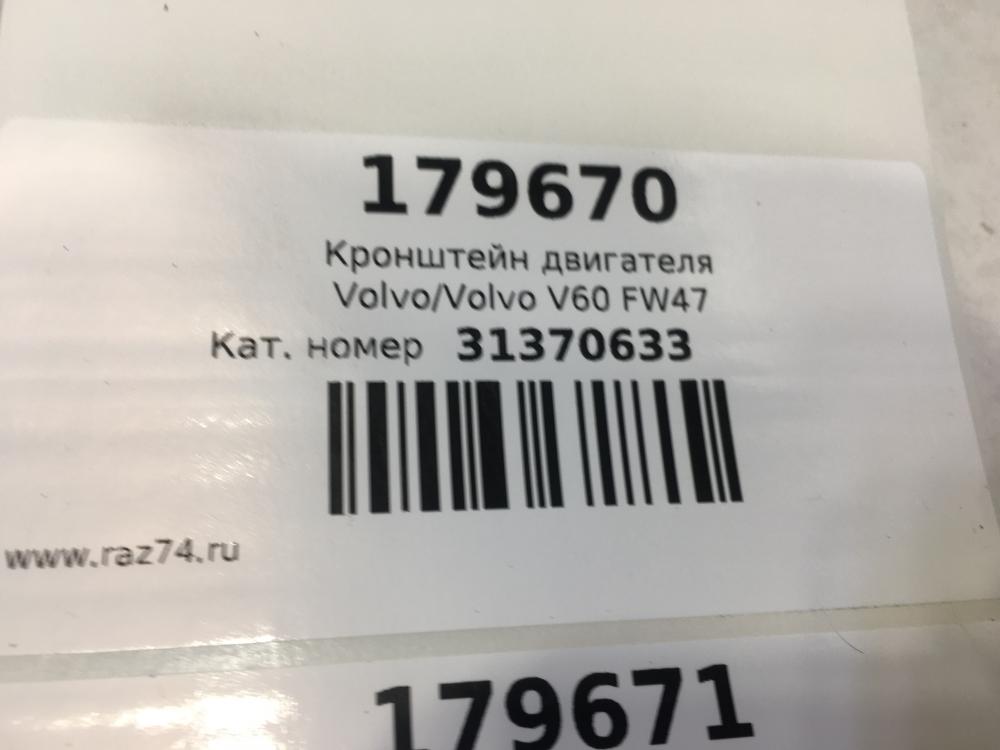 179670
Кронштейн двигателя
Volvo/Volvo V60 FW47
Кат. номер 31370633
www.raz74.ru
179671